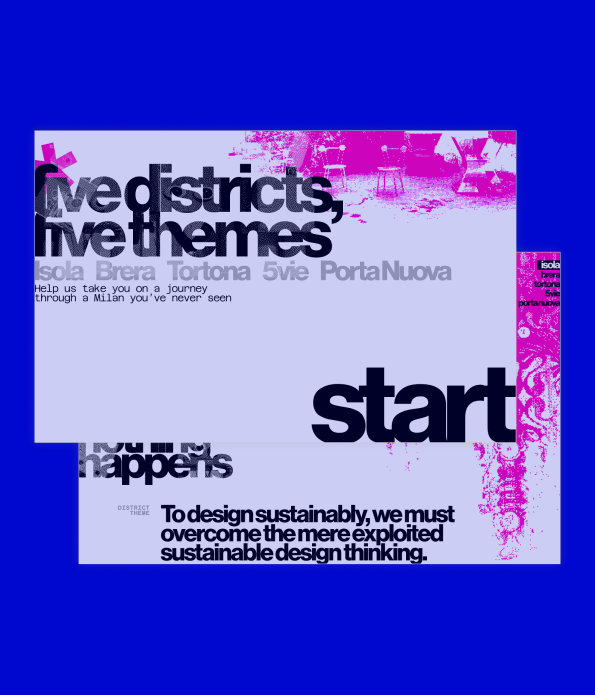 five districts,
five themes
Isola Brera Tortona 5vie Porta Nuova
Help us take you on a journey
through a Milan you've never seen
start
isola
brera
tortona
5vie
porta nuova
nothing
happens
DISTRICT
THEME
To design sustainably, we must
overcome the mere exploited
sustainable design thinking.